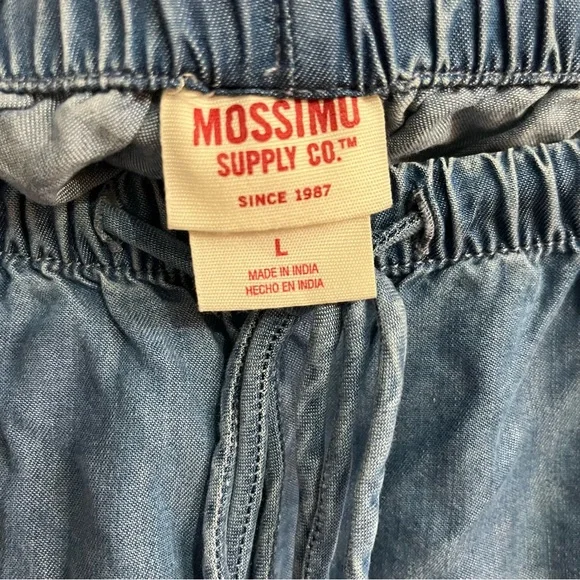 MOSSIMO
SUPPLY CO.™
SINCE 1987
L
MADE IN INDIA
HECHO EN INDIA